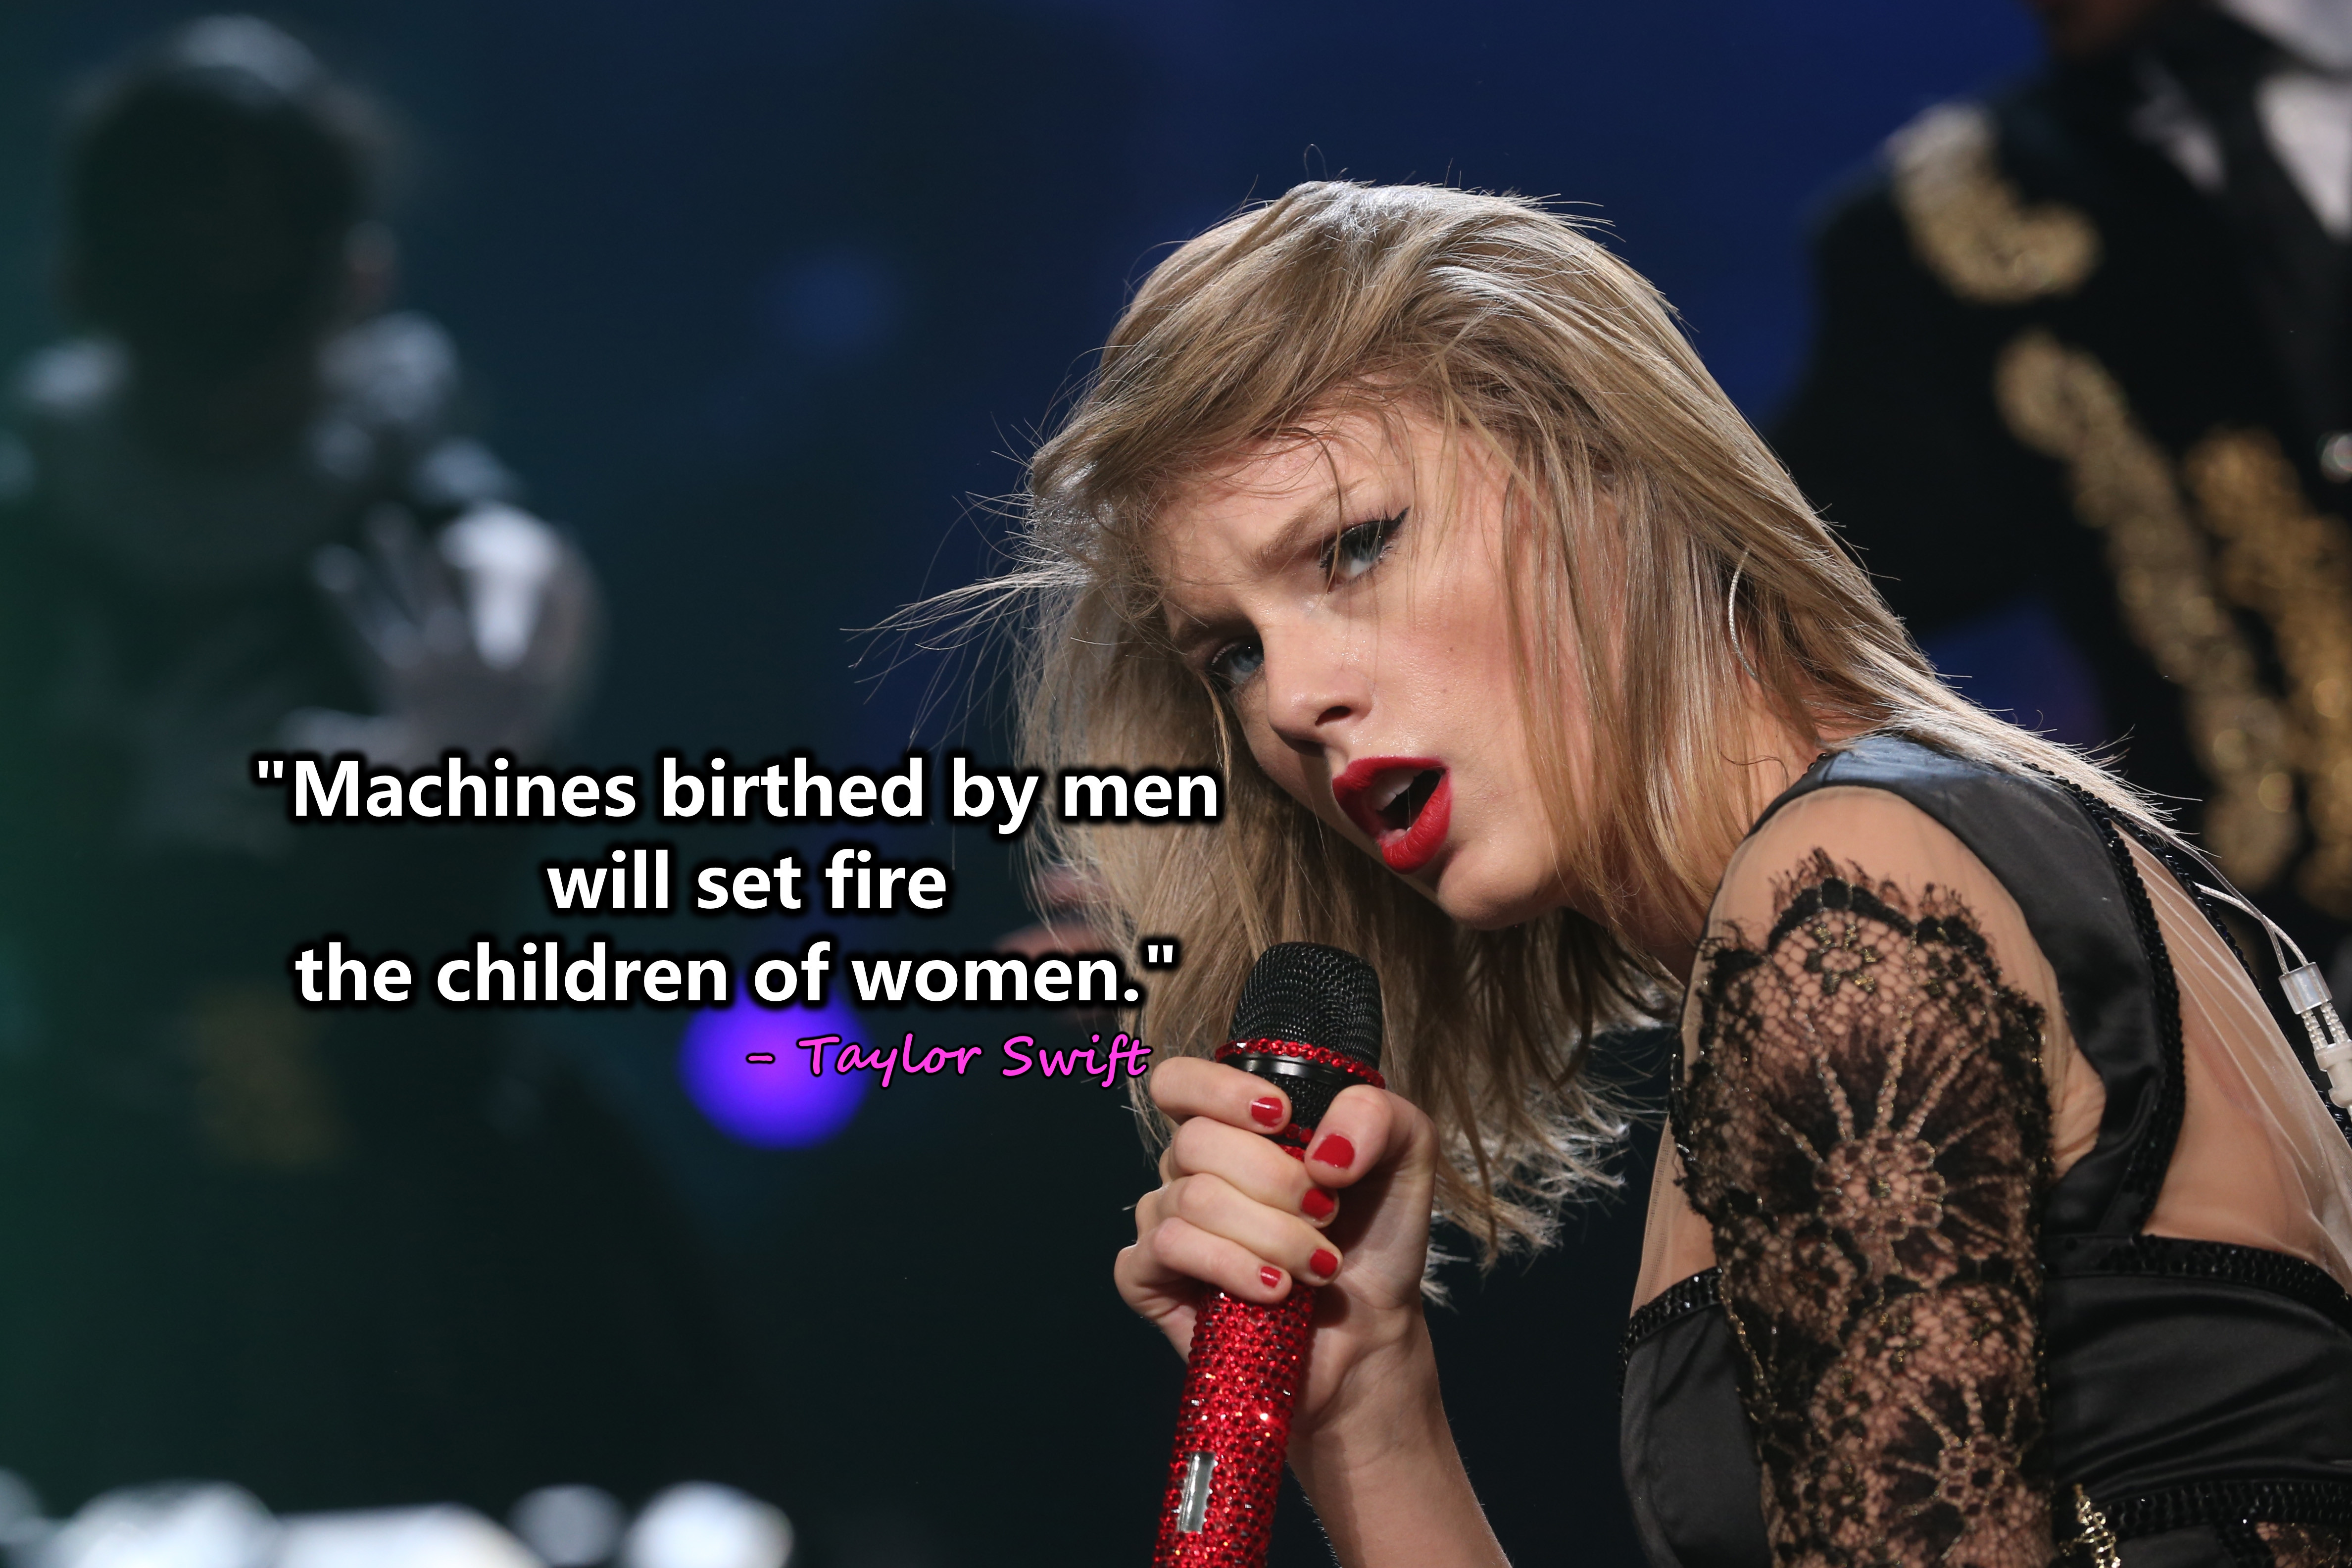 "Machines birthed by men
will set fire
the children of women."
- Taylor Swift